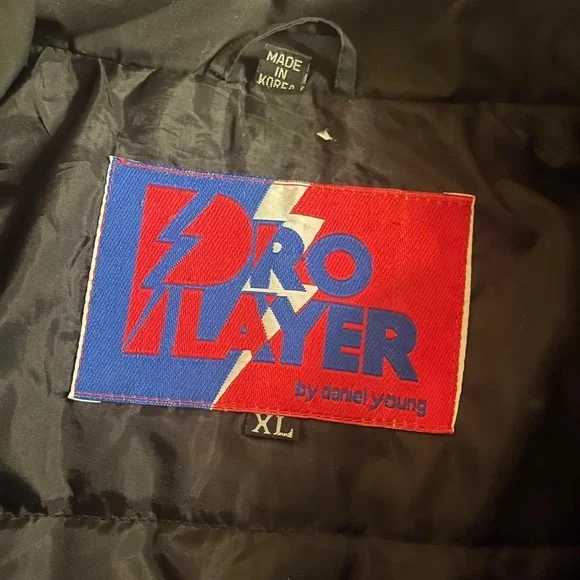 MADE
IN
KOREA
PRO
PLAYER
by daniel young
XL